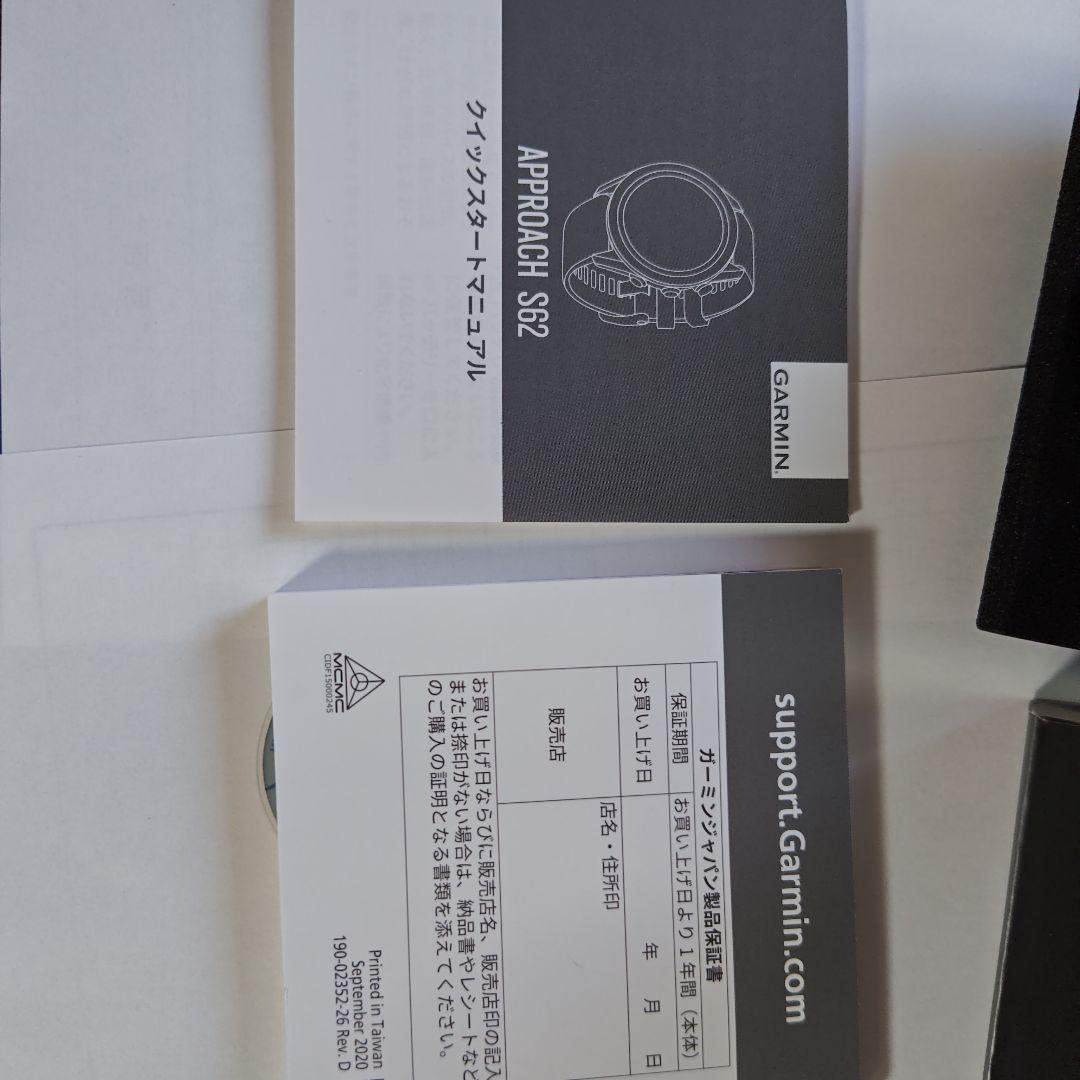 GARMIN.
APPROACH S62
クイックスタートマニュアル
support.Garmin.com
ガーミンジャパン製品保証書
保証期間 お買い上げ日より 1 年間（本体）
お買い上げ日 年 月 日
販売店 店名・住所印
お買い上げ日ならびに販売店名、販売店印の記入
または捺印がない場合は、納品書やレシートなど
のご購入の証明となる書類を添えてください。
MCMC
CIDF15000245
Printed in Taiwan
September 2020
190-02352-26 Rev. D